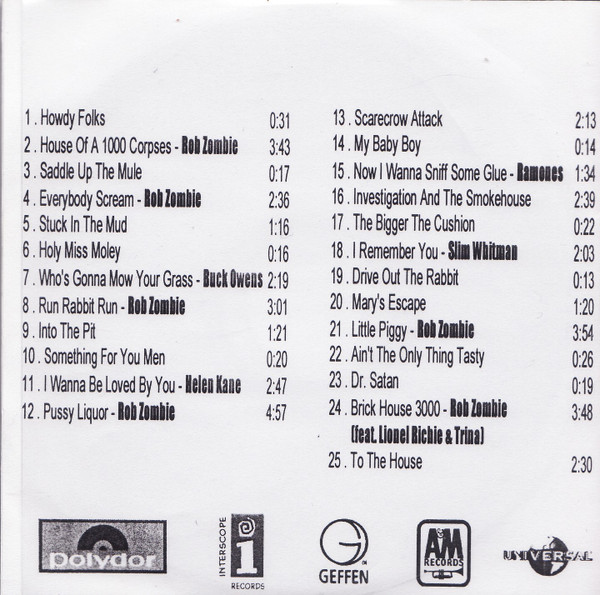 1 . Howdy Folks 0:31
2 . House Of A 1000 Corpses - Rob Zombie 3:43
3 . Saddle Up The Mule 0:17
4 . Everybody Scream - Rob Zombie 2:36
5 . Stuck In The Mud 1:16
6 . Holy Miss Moley 0:16
7 . Who's Gonna Mow Your Grass - Buck Owens 2:19
8 . Run Rabbit Run - Rob Zombie 3:01
9 . Into The Pit 1:21
10 . Something For You Men 0:20
11 . I Wanna Be Loved By You - Helen Kane 2:47
12 . Pussy Liquor - Rob Zombie 4:57
13 . Scarecrow Attack 2:13
14 . My Baby Boy 0:14
15 . Now I Wanna Sniff Some Glue - Ramones 1:34
16 . Investigation And The Smokehouse 2:39
17 . The Bigger The Cushion 0:22
18 . I Remember You - Slim Whitman 2:03
19 . Drive Out The Rabbit 0:13
20 . Mary's Escape 1:20
21 . Little Piggy - Rob Zombie 3:54
22 . Ain't The Only Thing Tasty 0:26
23 . Dr. Satan 0:19
24 . Brick House 3000 - Rob Zombie 3:48
(feat. Lionel Richie & Trina)
25 . To The House 2:30
polydor
INTERSCOPE
i
RECORDS
G
TM
GEFFEN
A&M
RECORDS
UNIVERSAL